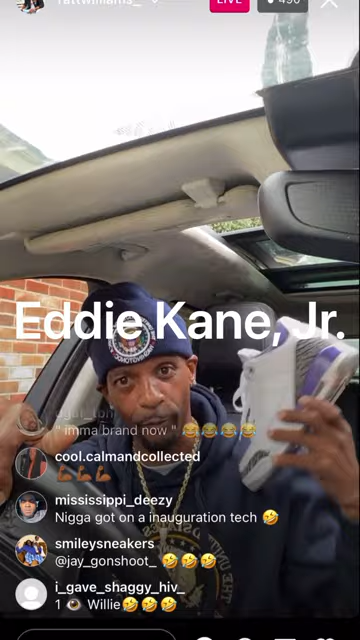 LIVE
490
Eddie Kane, Jr.
" imma brand now " 😂😂😂😂
cool.calmandcollected
💪🏾💪🏾💪🏾
mississippi_deezy
Nigga got on a inauguration tech 🤣
smileysneakers
@jay_gonshoot_ 🤣🤣🤣
i_gave_shaggy_hiv_
1 👁️ Willie🤣🤣🤣